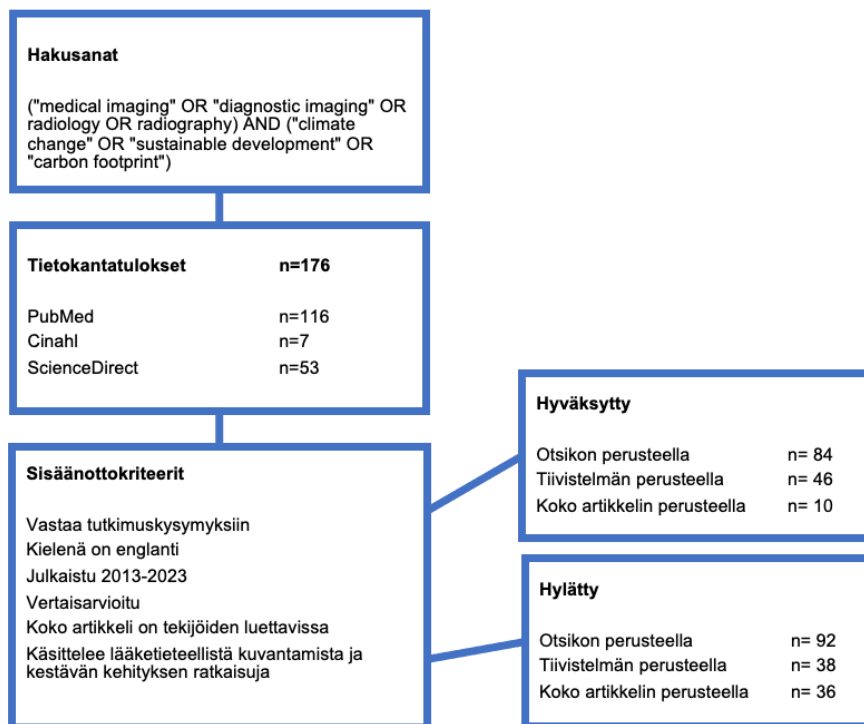 Hakusanat
("medical imaging" OR "diagnostic imaging" OR
radiology OR radiography) AND ("climate
change" OR "sustainable development" OR
"carbon footprint")
Tietokantatulokset n=176
PubMed n=116
Cinahl n=7
ScienceDirect n=53
Sisäänottokriteerit
Vastaa tutkimuskysymyksiin
Kielenä on englanti
Julkaistu 2013-2023
Vertaisarvioitu
Koko artikkeli on tekijöiden luettavissa
Käsittelee lääketieteellistä kuvantamista ja
kestävän kehityksen ratkaisuja
Hyväksytty
Otsikon perusteella n= 84
Tiivistelmän perusteella n= 46
Koko artikkelin perusteella n= 10
Hylätty
Otsikon perusteella n= 92
Tiivistelmän perusteella n= 38
Koko artikkelin perusteella n= 36